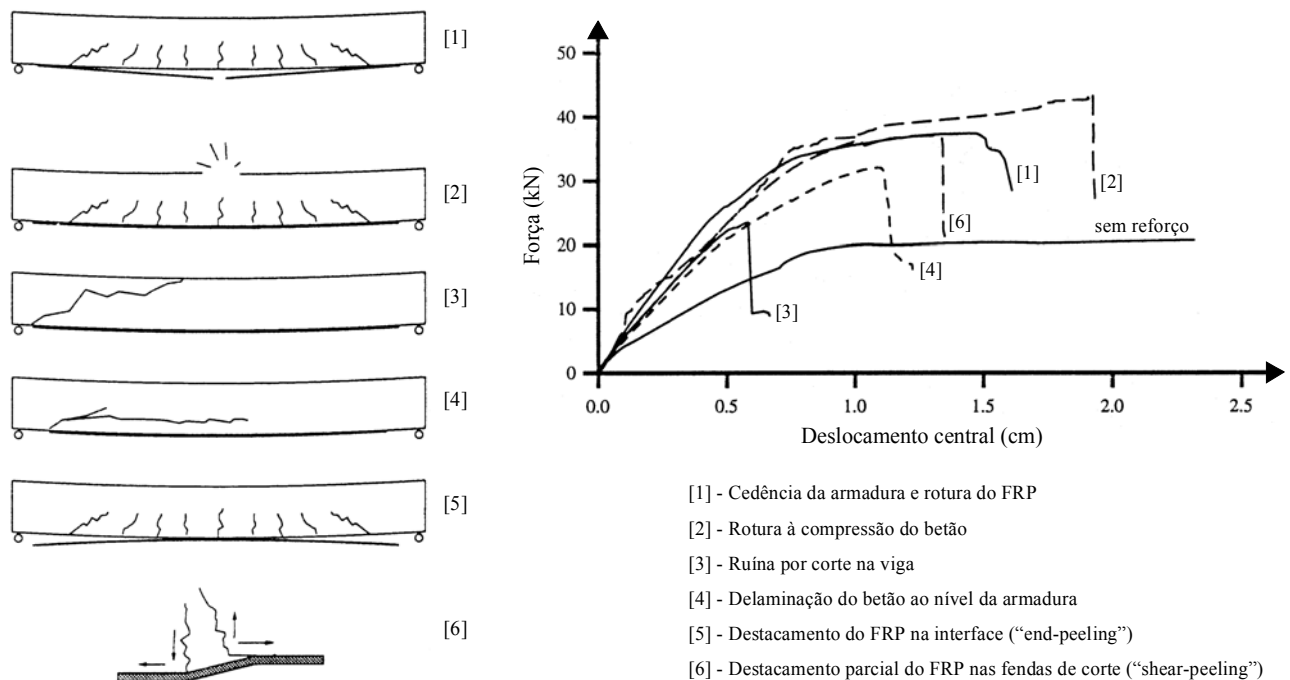 [1]
[2]
[3]
[4]
[5]
[6]
Força (kN)
50
40
30
20
10
0
[1]
[2]
[6]
sem reforço
[4]
[3]
0.0 0.5 1.0 1.5 2.0 2.5
Deslocamento central (cm)
[1] - Cedência da armadura e rotura do FRP
[2] - Rotura à compressão do betão
[3] - Ruína por corte na viga
[4] - Delaminação do betão ao nível da armadura
[5] - Destacamento do FRP na interface (“end-peeling”)
[6] - Destacamento parcial do FRP nas fendas de corte (“shear-peeling”)